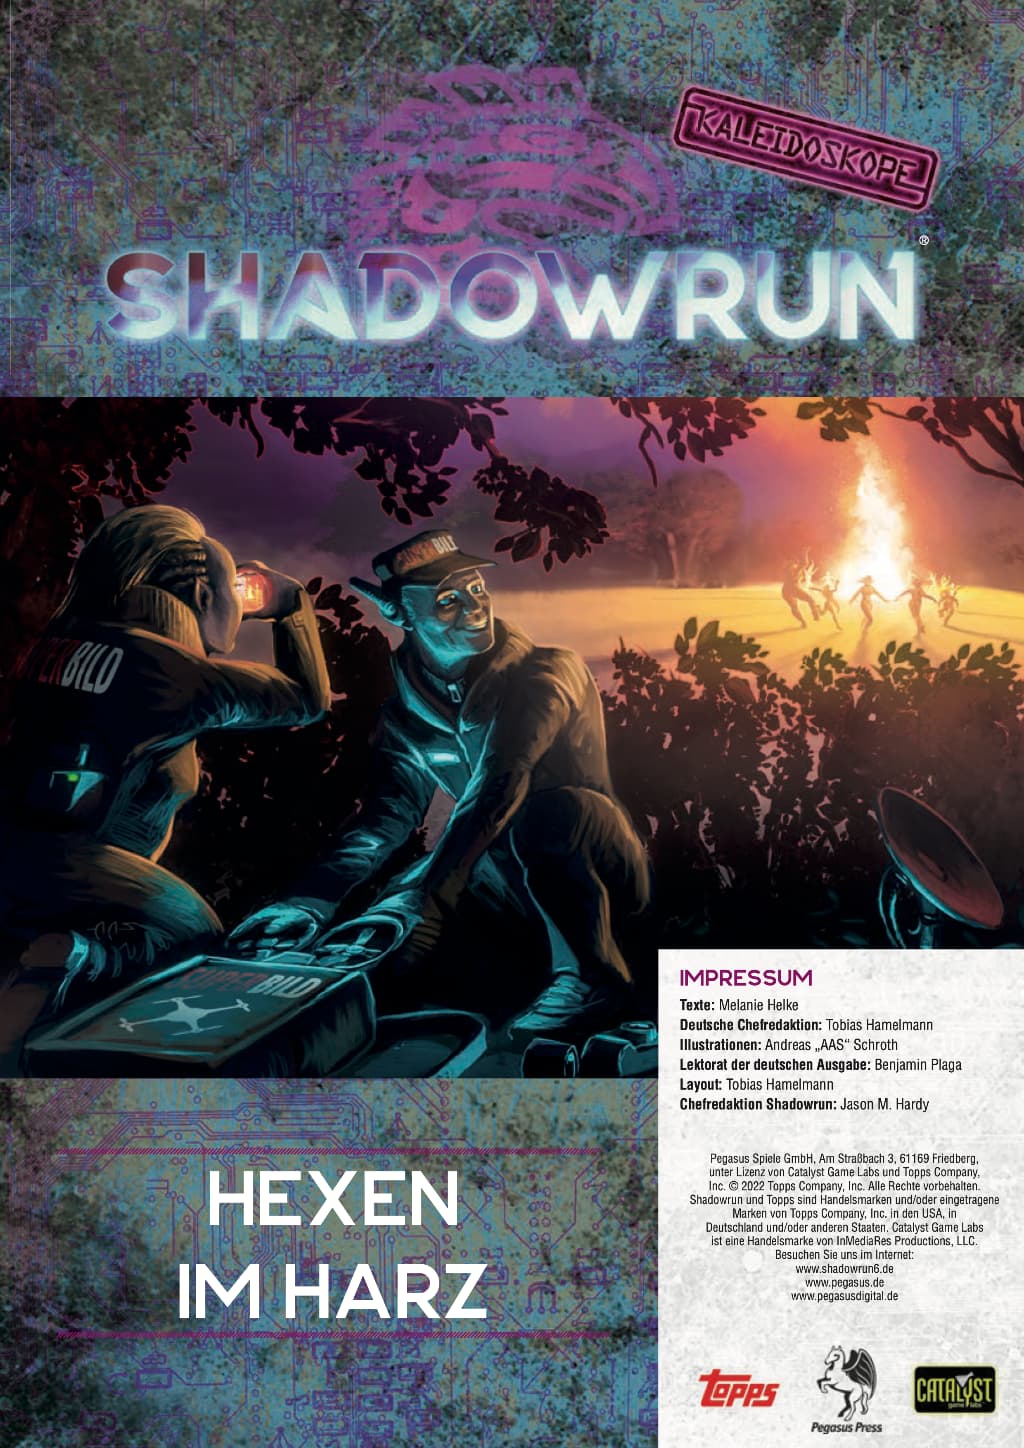 KALEIDOSKOPE
SHADOWRUN®
BILD
BILD
BILD
IMPRESSUM
Texte: Melanie Helke
Deutsche Chefredaktion: Tobias Hamelmann
Illustrationen: Andreas „AAS“ Schroth
Lektorat der deutschen Ausgabe: Benjamin Plaga
Layout: Tobias Hamelmann
Chefredaktion Shadowrun: Jason M. Hardy
Pegasus Spiele GmbH, Am Straßbach 3, 61169 Friedberg,
unter Lizenz von Catalyst Game Labs und Topps Company,
Inc. © 2022 Topps Company, Inc. Alle Rechte vorbehalten.
Shadowrun und Topps sind Handelsmarken und/oder eingetragene
Marken von Topps Company, Inc. in den USA, in
Deutschland und/oder anderen Staaten. Catalyst Game Labs
ist eine Handelsmarke von InMediaRes Productions, LLC.
Besuchen Sie uns im Internet:
www.shadowrun6.de
www.pegasus.de
www.pegasusdigital.de
HEXEN
IM HARZ
topps
Pegasus Press
CATALYST
game labs